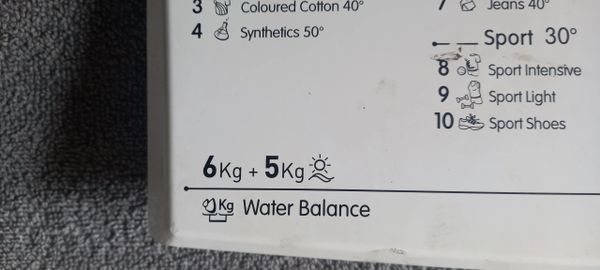 3 Coloured Cotton 40°
4 Synthetics 50°
7 Jeans 40°
Sport 30°
8 Sport Intensive
9 Sport Light
10 Sport Shoes
6Kg + 5Kg
Kg Water Balance